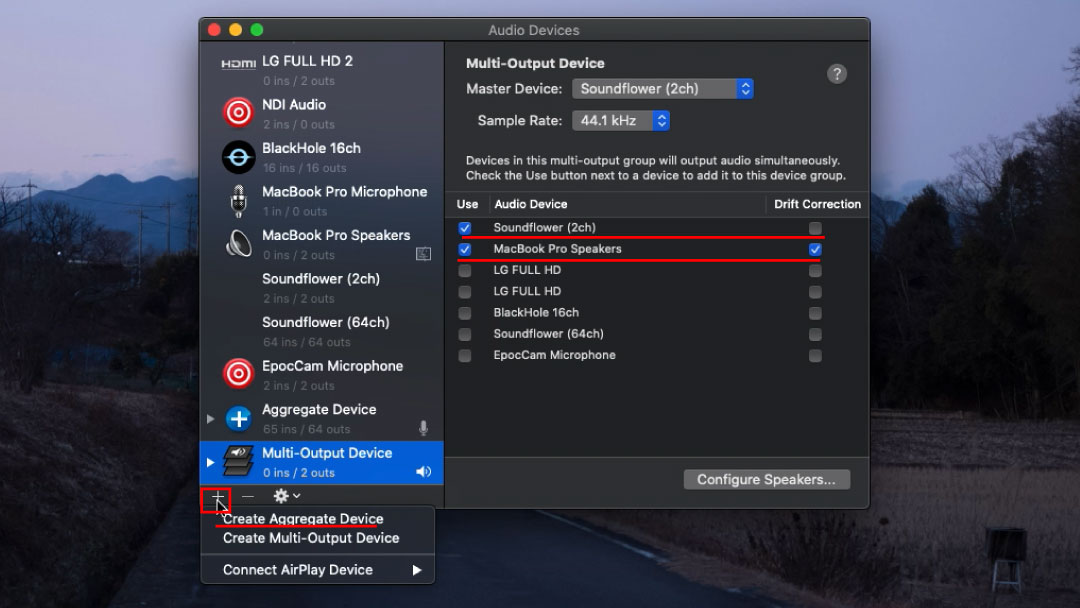 Audio Devices
HDMI LG FULL HD 2
0 ins / 2 outs
NDI Audio
2 ins / 0 outs
BlackHole 16ch
16 ins / 16 outs
MacBook Pro Microphone
1 in / 0 outs
MacBook Pro Speakers
0 ins / 2 outs
Soundflower (2ch)
2 ins / 2 outs
Soundflower (64ch)
64 ins / 64 outs
EpocCam Microphone
2 ins / 2 outs
Aggregate Device
65 ins / 64 outs
Multi-Output Device
0 ins / 2 outs
Create Aggregate Device
Create Multi-Output Device
Connect AirPlay Device
Multi-Output Device
?
Master Device: Soundflower (2ch)
Sample Rate: 44.1 kHz
Devices in this multi-output group will output audio simultaneously.
Check the Use button next to a device to add it to this device group.
Use Audio Device Drift Correction
Soundflower (2ch)
MacBook Pro Speakers
LG FULL HD
LG FULL HD
BlackHole 16ch
Soundflower (64ch)
EpocCam Microphone
Configure Speakers...